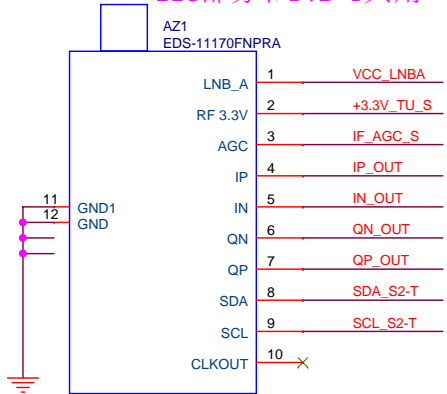 AZ1
EDS-11170FNPRA
LNB_A 1 VCC_LNBA
RF 3.3V 2 +3.3V_TU_S
AGC 3 IF_AGC_S
IP 4 IP_OUT
IN 5 IN_OUT
11 GND1
12 GND
QN 6 QN_OUT
QP 7 QP_OUT
SDA 8 SDA_S2-T
SCL 9 SCL_S2-T
CLKOUT 10